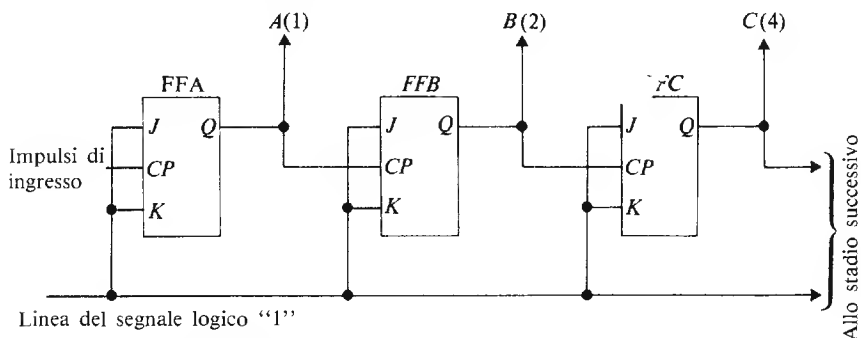 A(1)
B(2)
C(4)
FFA
FFB
J
Q
CP
K
J
Q
CP
K
J
Q
CP
K
Impulsi di
ingresso
Allo stadio successivo
Linea del segnale logico “1”